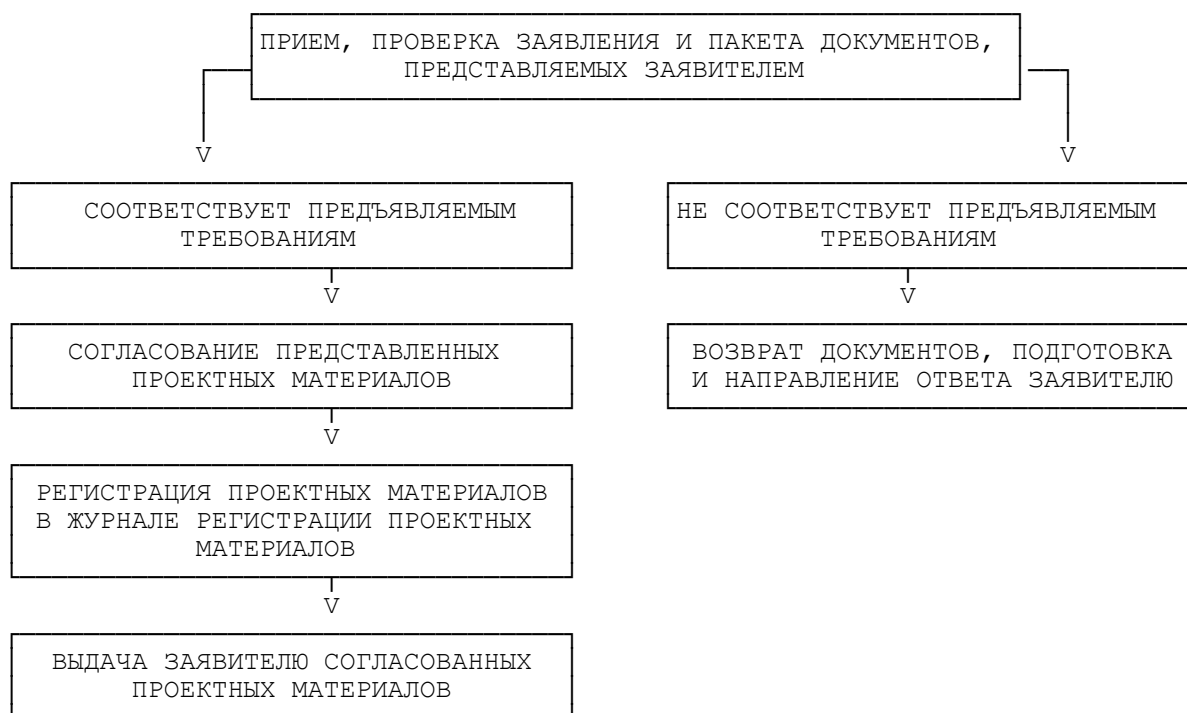 ПРИЕМ, ПРОВЕРКА ЗАЯВЛЕНИЯ И ПАКЕТА ДОКУМЕНТОВ,
ПРЕДСТАВЛЯЕМЫХ ЗАЯВИТЕЛЕМ
V
V
СООТВЕТСТВУЕТ ПРЕДЪЯВЛЯЕМЫМ
ТРЕБОВАНИЯМ
НЕ СООТВЕТСТВУЕТ ПРЕДЪЯВЛЯЕМЫМ
ТРЕБОВАНИЯМ
V
V
СОГЛАСОВАНИЕ ПРЕДСТАВЛЕННЫХ
ПРОЕКТНЫХ МАТЕРИАЛОВ
ВОЗВРАТ ДОКУМЕНТОВ, ПОДГОТОВКА
И НАПРАВЛЕНИЕ ОТВЕТА ЗАЯВИТЕЛЮ
V
РЕГИСТРАЦИЯ ПРОЕКТНЫХ МАТЕРИАЛОВ
В ЖУРНАЛЕ РЕГИСТРАЦИИ ПРОЕКТНЫХ
МАТЕРИАЛОВ
V
ВЫДАЧА ЗАЯВИТЕЛЮ СОГЛАСОВАННЫХ
ПРОЕКТНЫХ МАТЕРИАЛОВ